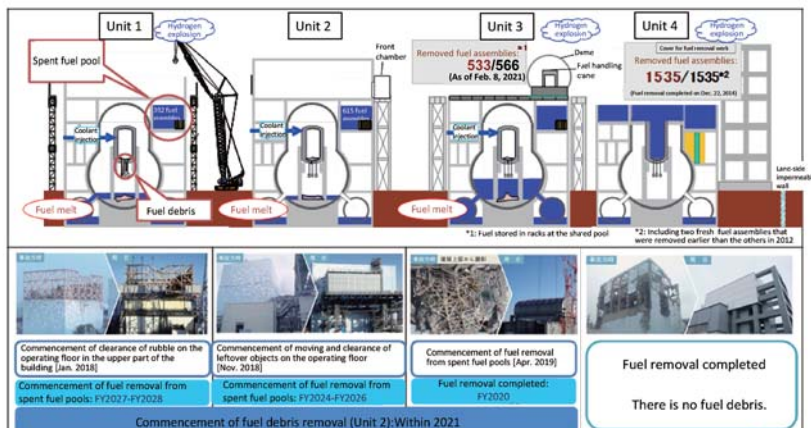 Unit 1
Hydrogen
explosion
Spent fuel pool
392 fuel
assemblies
Coolant
injection
Fuel melt
Fuel debris
Unit 2
Front
chamber
615 fuel
assemblies
Coolant
injection
Fuel melt
Unit 3
Hydrogen
explosion
Removed fuel assemblies:
*1
533/566
(As of Feb. 8, 2021)
Dome
Fuel handling
crane
Coolant
injection
Fuel melt
*1: Fuel stored in racks at the shared pool
Unit 4
Hydrogen
explosion
Cover for fuel removal work
Removed fuel assemblies:
1535/1535*2
(Fuel removal completed on Dec. 22, 2014)
Land-side
impermeable
wall
*2: Including two fresh fuel assemblies that
were removed earlier than the others in 2012
Commencement of clearance of rubble on the
operating floor in the upper part of the
building [Jan. 2018]
Commencement of fuel removal from
spent fuel pools: FY2027-FY2028
Commencement of moving and clearance of
leftover objects on the operating floor
[Nov. 2018]
Commencement of fuel removal from
spent fuel pools: FY2024-FY2026
Commencement of fuel removal
from spent fuel pools [Apr. 2019]
Fuel removal completed:
FY2020
Fuel removal completed
There is no fuel debris.
Commencement of fuel debris removal (Unit 2):Within 2021